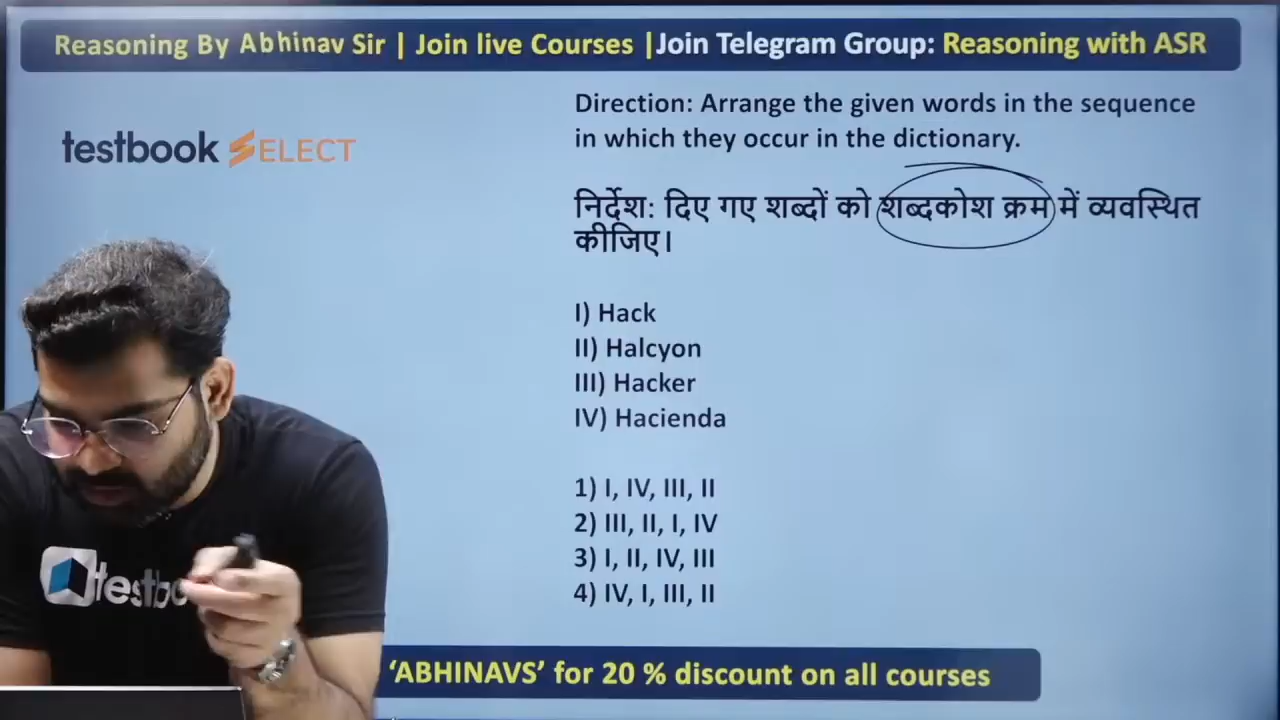 Reasoning By Abhinav Sir | Join live Courses |Join Telegram Group: Reasoning with ASR
testbook SELECT
Direction: Arrange the given words in the sequence
in which they occur in the dictionary.
निर्देश: दिए गए शब्दों को शब्दकोश क्रम में व्यवस्थित
कीजिए।
I) Hack
II) Halcyon
III) Hacker
IV) Hacienda
1) I, IV, III, II
2) III, II, I, IV
3) I, II, IV, III
4) IV, I, III, II
‘ABHINAVS’ for 20 % discount on all courses